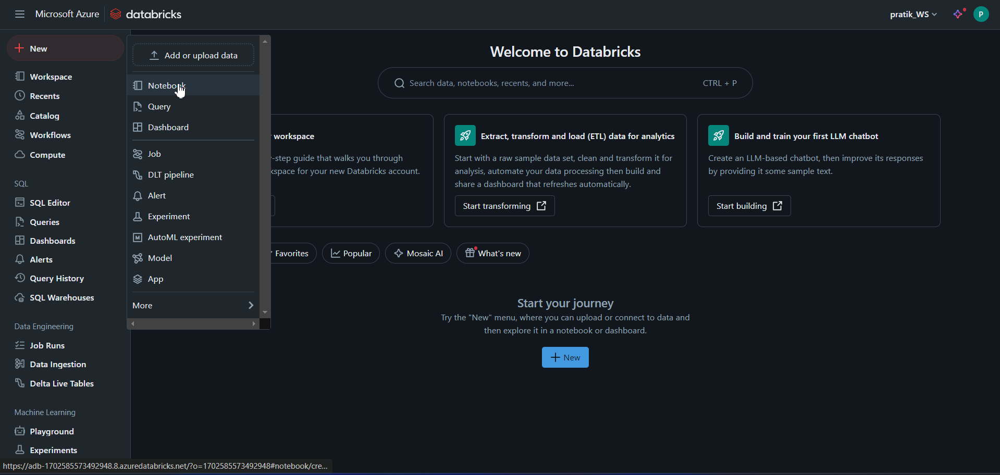 Microsoft Azure
databricks
pratik_WS
P
New
Workspace
Recents
Catalog
Workflows
Compute
SQL
SQL Editor
Queries
Dashboards
Alerts
Query History
SQL Warehouses
Data Engineering
Job Runs
Data Ingestion
Delta Live Tables
Machine Learning
Playground
Experiments
Add or upload data
Notebook
Query
Dashboard
Job
DLT pipeline
Alert
Experiment
AutoML experiment
M
Model
App
More
Welcome to Databricks
Search data, notebooks, recents, and more...
CTRL + P
workspace
-step guide that walks you through
kspace for your new Databricks account.
Extract, transform and load (ETL) data for analytics
Start with a raw sample data set, clean and transform it for
analysis, automate your data processing then build and
share a dashboard that refreshes automatically.
Start transforming
Build and train your first LLM chatbot
Create an LLM-based chatbot, then improve its responses
by providing it some sample text.
Start building
Favorites
Popular
Mosaic AI
What's new
Start your journey
Try the "New" menu, where you can upload or connect to data and
then explore it in a notebook or dashboard.
New
https://adb-1702585573492948.8.azuredatabricks.net/?o=1702585573492948#notebook/cre...